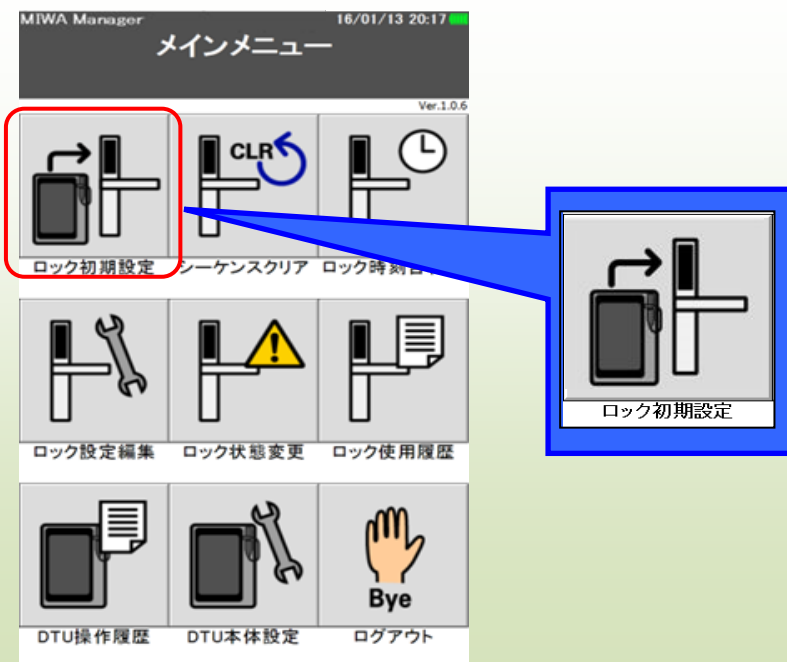 MIWA Manager 16/01/13 20:17
メインメニュー
Ver.1.0.6
CLR
ロック初期設定 シーケンスクリア ロック時刻
ロック初期設定
ロック設定編集 ロック状態変更 ロック使用履歴
Bye
DTU操作履歴 DTU本体設定 ログアウト